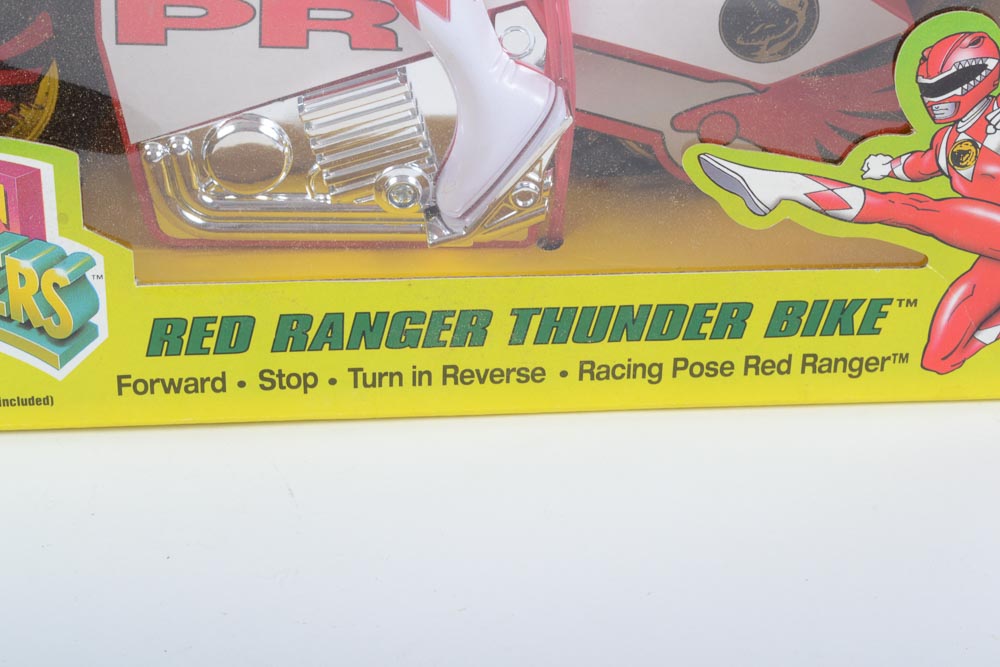 PR
RED RANGER THUNDER BIKE™
Forward • Stop • Turn in Reverse • Racing Pose Red Ranger™
ERS™
included)